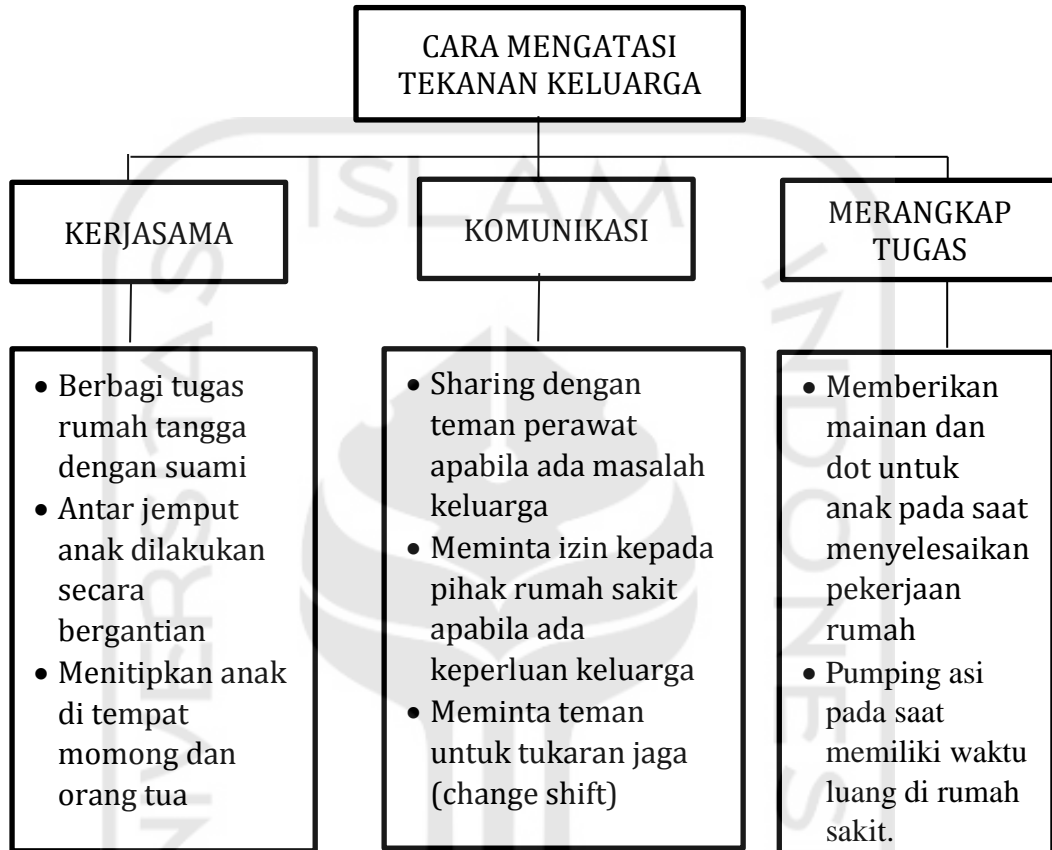 CARA MENGATASI
TEKANAN KELUARGA
KERJASAMA
KOMUNIKASI
MERANGKAP
TUGAS
• Berbagi tugas
rumah tangga
dengan suami
• Antar jemput
anak dilakukan
secara
bergantian
• Menitipkan anak
di tempat
momong dan
orang tua
• Sharing dengan
teman perawat
apabila ada masalah
keluarga
• Meminta izin kepada
pihak rumah sakit
apabila ada
keperluan keluarga
• Meminta teman
untuk tukaran jaga
(change shift)
• Memberikan
mainan dan
dot untuk
anak pada saat
menyelesaikan
pekerjaan
rumah
• Pumping asi
pada saat
memiliki waktu
luang di rumah
sakit.
ISLAM
UNIVERSITAS
INDONES